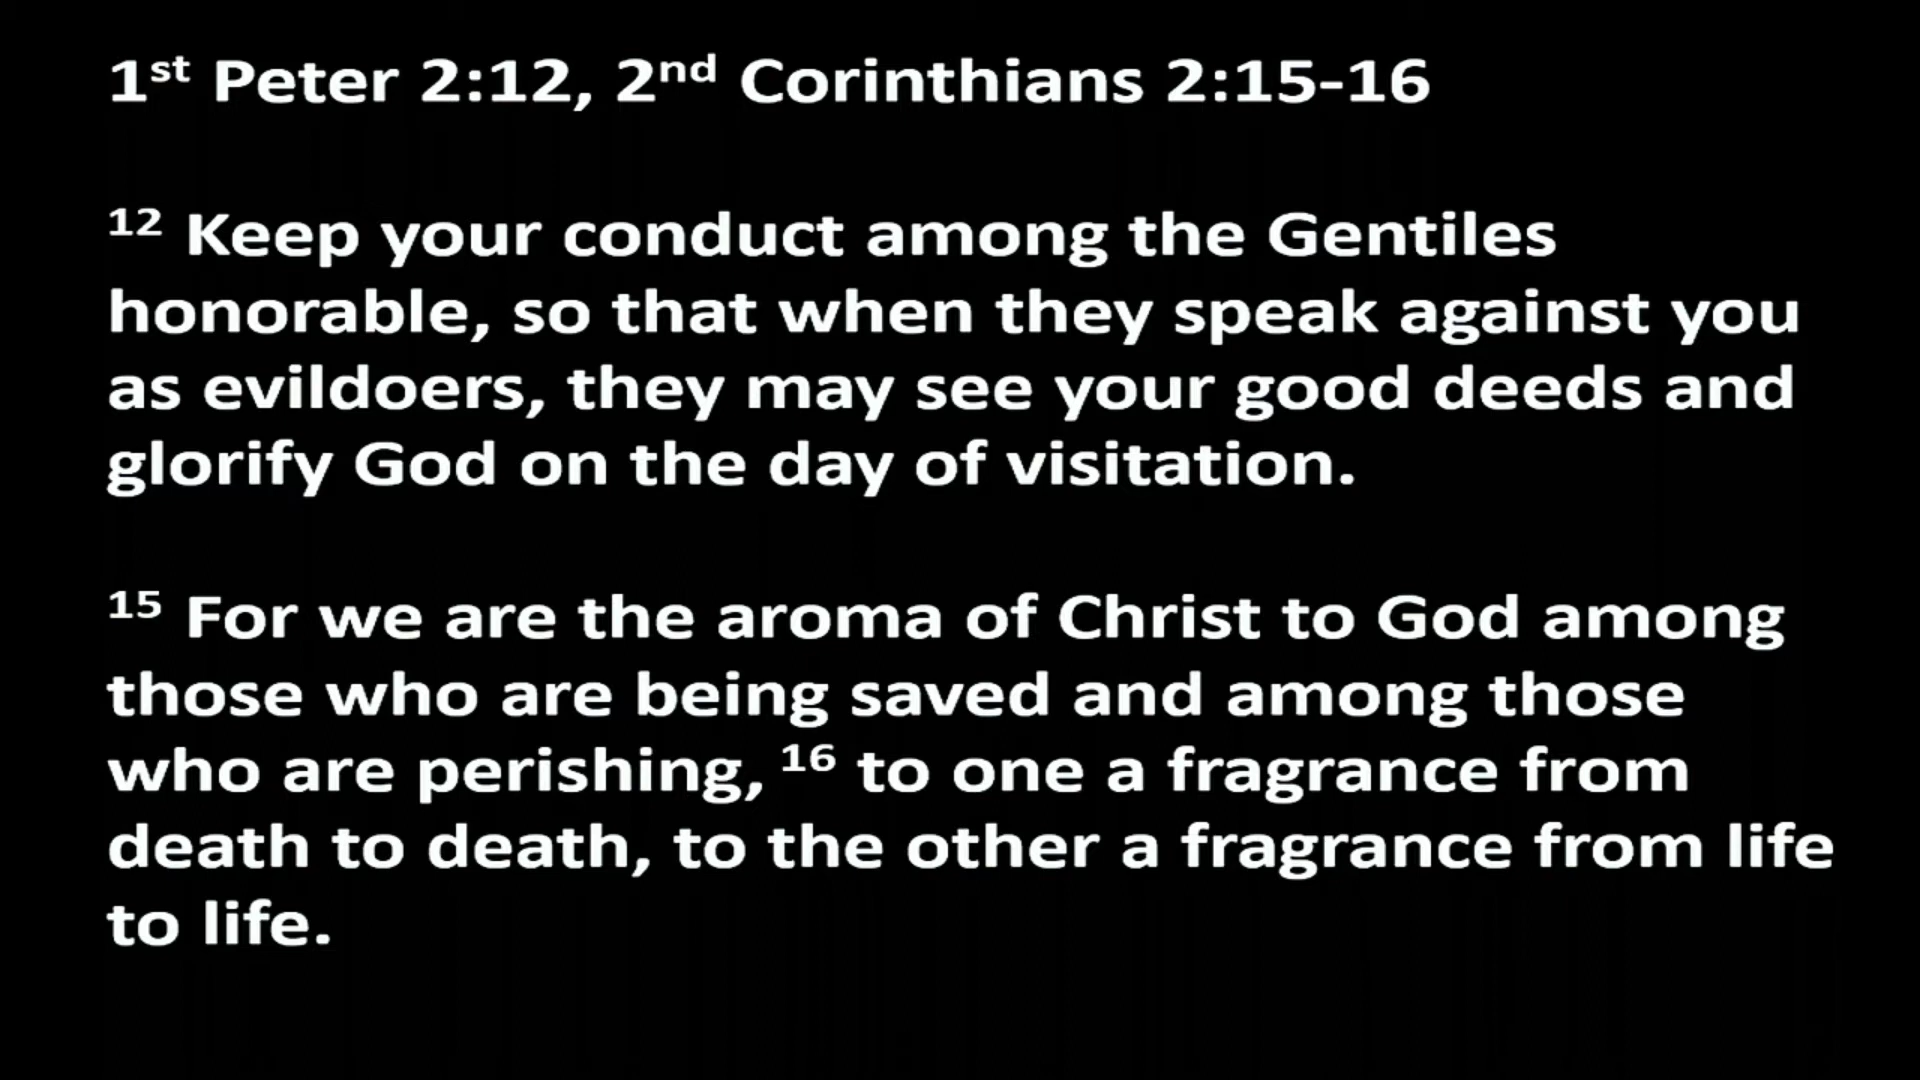 1st Peter 2:12, 2nd Corinthians 2:15-16
12 Keep your conduct among the Gentiles
honorable, so that when they speak against you
as evildoers, they may see your good deeds and
glorify God on the day of visitation.
15 For we are the aroma of Christ to God among
those who are being saved and among those
who are perishing, 16 to one a fragrance from
death to death, to the other a fragrance from life
to life.